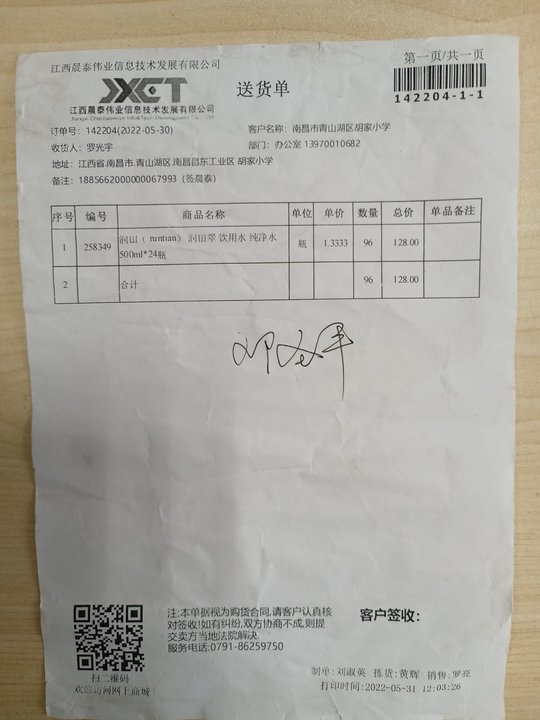 江西晨泰伟业信息技术发展有限公司
第一页/共一页
JXCT
送货单
142204-1-1
江西晨泰伟业信息技术发展有限公司
订单号: 142204(2022-05-30)
客户名称: 南昌市青山湖区胡家小学
收货人: 罗光宇
部门: 办公室 13970010682
地址: 江西省,南昌市,青山湖区,南昌昌东工业区 胡家小学
备注: 1885662000000067993 (签晨泰)
序号 编号 商品名称 单位 单价 数量 总价 单品备注
1 258349 润田( runtian) 润田翠 饮用水 纯净水 500ml*24瓶 瓶 1.3333 96 128.00
2 合计 96 128.00
注:本单据视为购货合同,请客户认真核
对签收!如有纠纷,双方协商不成,则提
交卖方当地法院解决.
服务电话:0791-86259750
客户签收:
扫二维码
欢迎访问网上商城
制单: 刘淑英 拣货: 黄辉 销售: 罗亮
打印时间: 2022-05-31 12:03:26